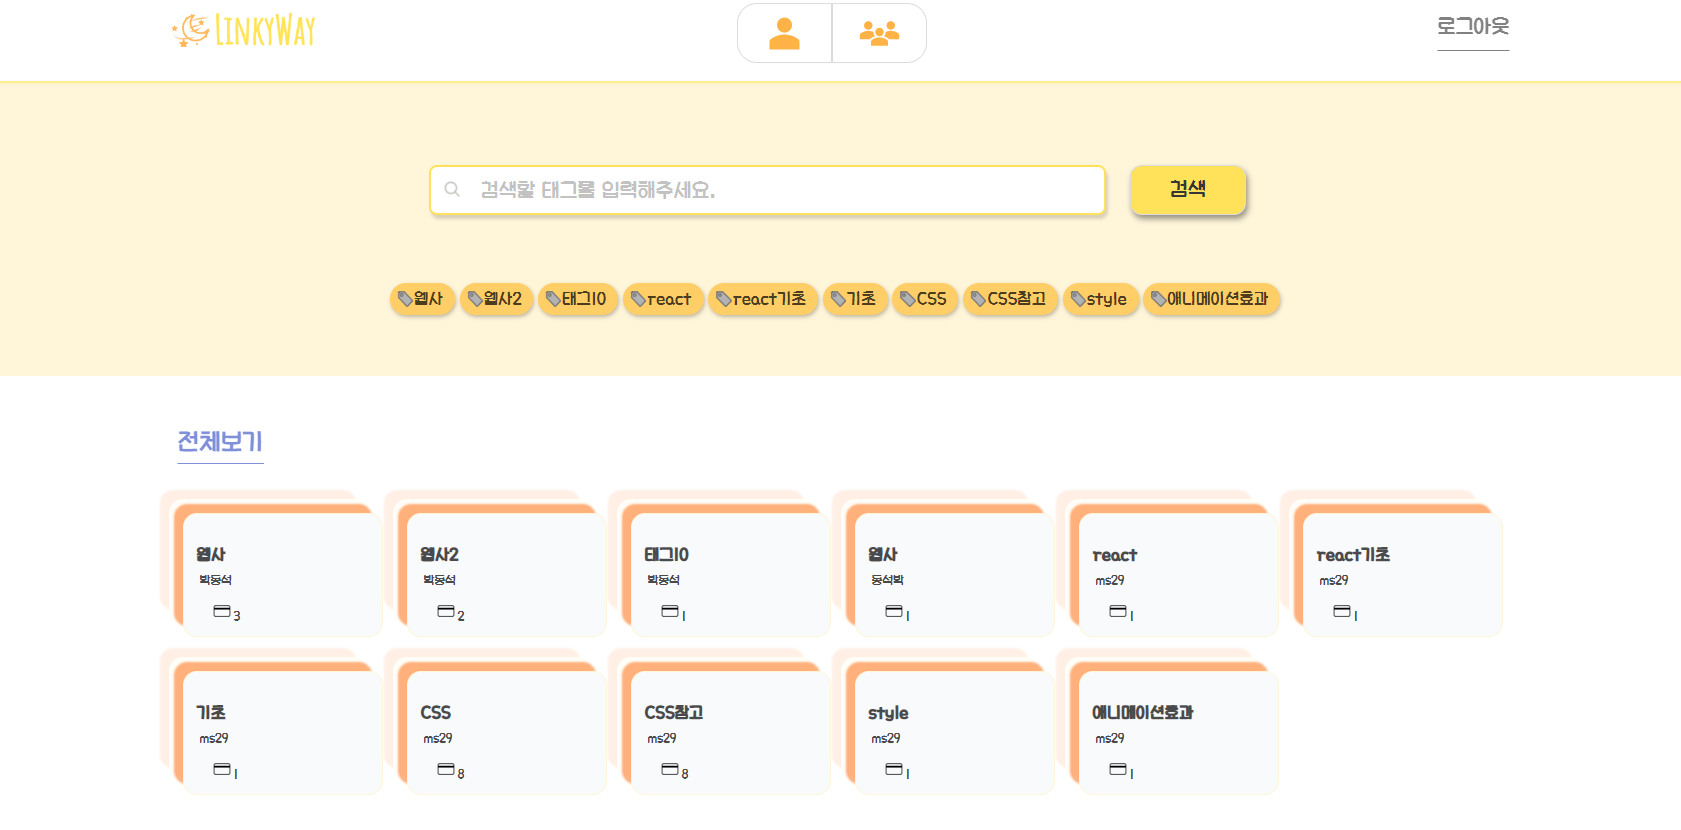 LINKYWAY
로그아웃
검색할 태그를 입력해주세요.
검색
웹사 웹사2 태그10 react react기초 기초 CSS CSS참고 style 애니메이션효과
전체보기
웹사 웹사2 태그10 웹사 react react기초
박동석 박동석 박동석 동석박 ms29 ms29
3 2 1 1 1 1
기초 CSS CSS참고 style 애니메이션효과
ms29 ms29 ms29 ms29 ms29
1 8 8 1 1